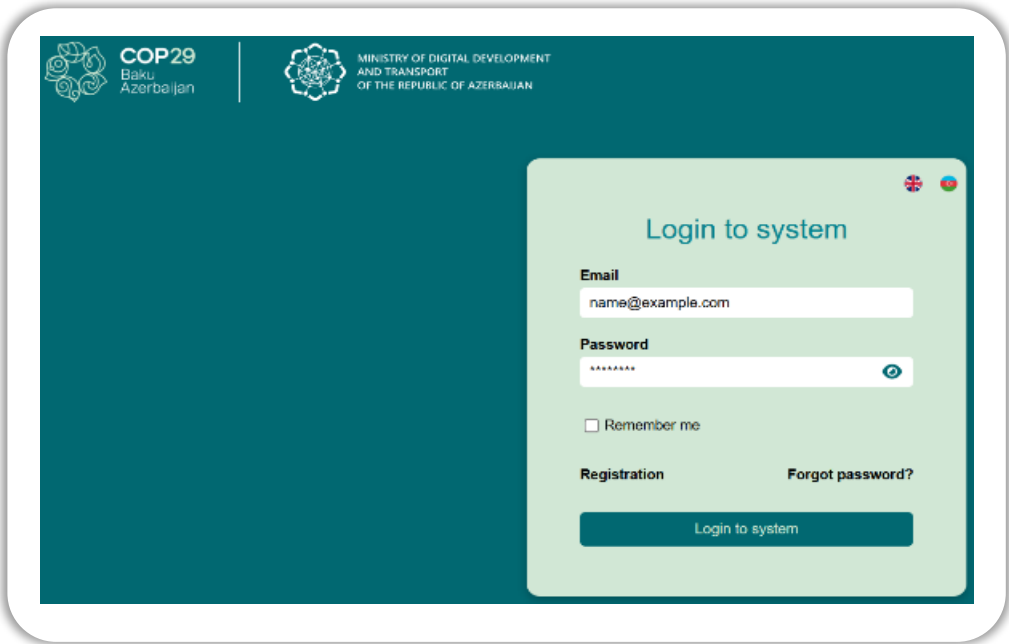 COP29
Baku
Azerbaijan
MINISTRY OF DIGITAL DEVELOPMENT
AND TRANSPORT
OF THE REPUBLIC OF AZERBAIJAN
Login to system
Email
name@example.com
Password
********
Remember me
Registration Forgot password?
Login to system